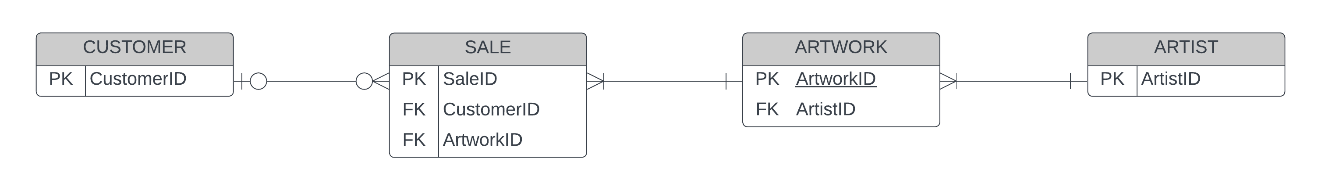 CUSTOMER
PK CustomerID
SALE
PK SaleID
FK CustomerID
FK ArtworkID
ARTWORK
PK ArtworkID
FK ArtistID
ARTIST
PK ArtistID